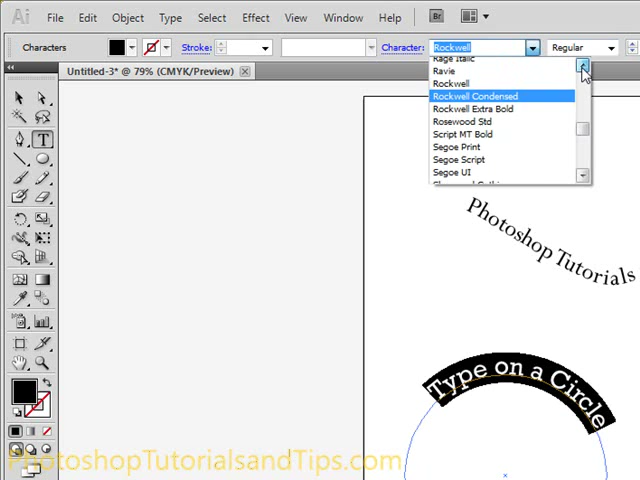 Ai File Edit Object Type Select Effect View Window Help Br
Characters Stroke: Character: Rockwell Regular
Untitled-3* @ 79% (CMYK/Preview)
Rage Italic
Ravie
Rockwell
Rockwell Condensed
Rockwell Extra Bold
Rosewood Std
Script MT Bold
Segoe Print
Segoe Script
Segoe UI
Photoshop Tutorials
Type on a Circle
PhotoshopTutorialsandTips.com